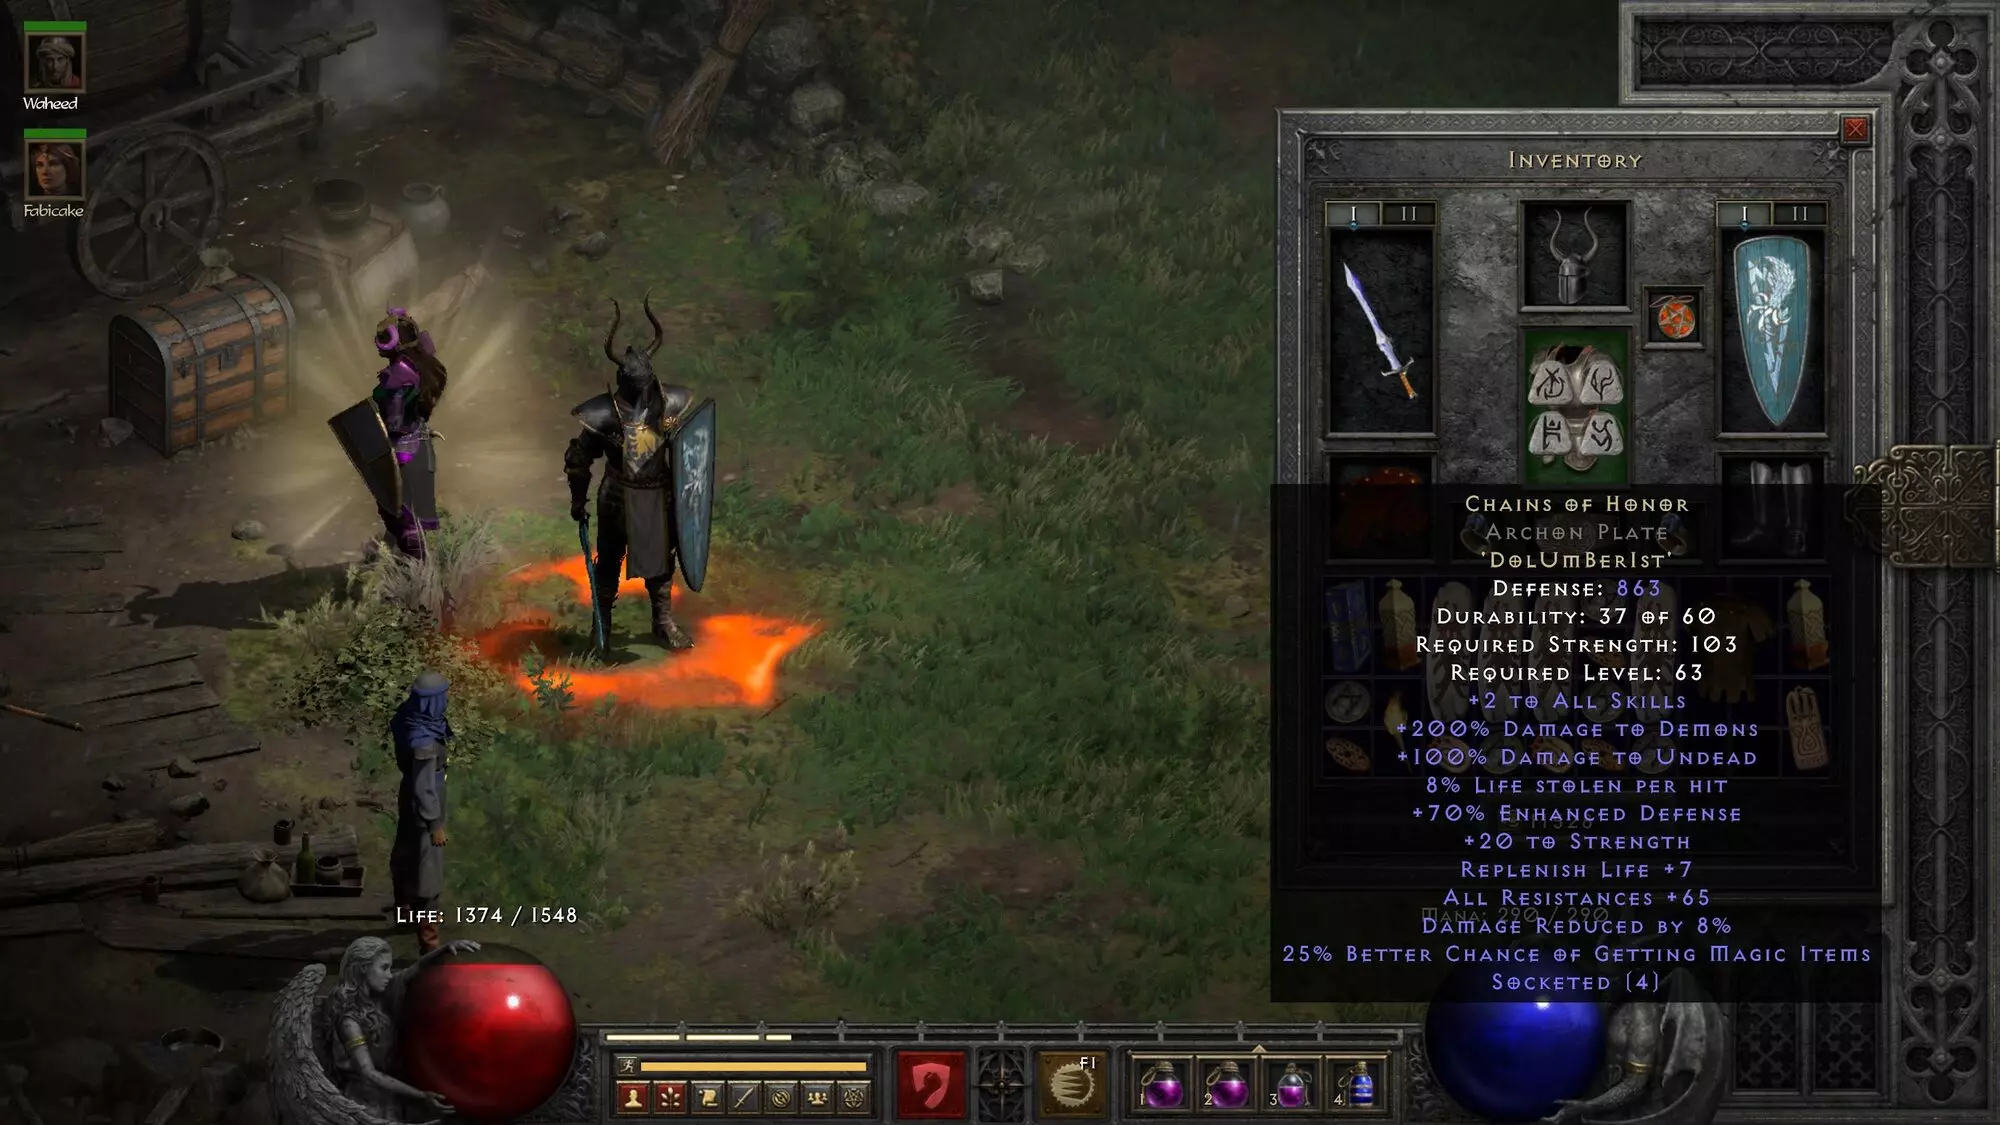 Waheed
Fabicake
Inventory
I II
I II
Chains of Honor
Archon Plate
'DolUmBerIst'
Defense: 863
Durability: 37 of 60
Required Strength: 103
Required Level: 63
+2 to All Skills
+200% Damage to Demons
+100% Damage to Undead
8% Life stolen per hit
+70% Enhanced Defense
+20 to Strength
Replenish Life +7
All Resistances +65
Mana: 290 / 290
Damage Reduced by 8%
25% Better Chance of Getting Magic Items
Socketed (4)
Life: 1374 / 1548
F1
1 2 3 4